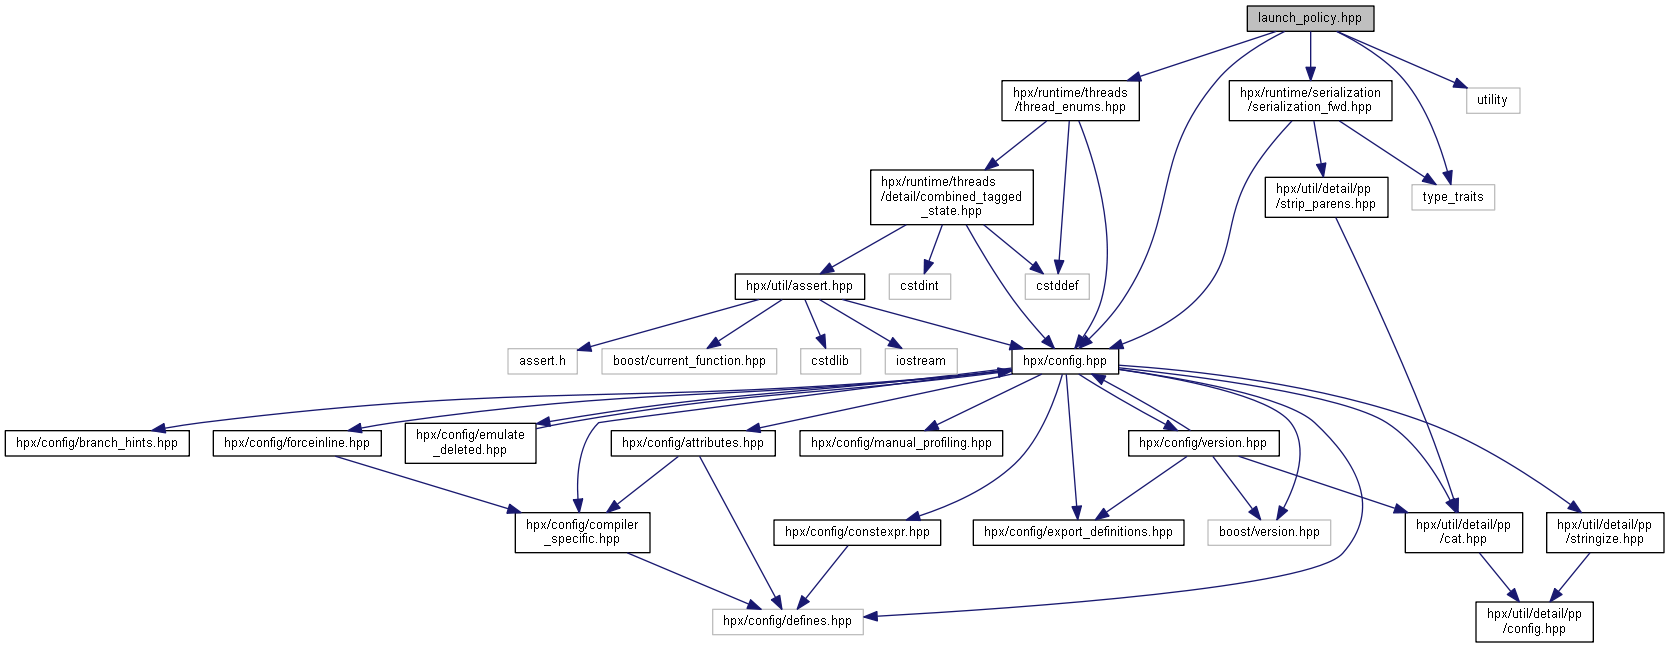 launch_policy.hpp
hpx/runtime/threads
/thread_enums.hpp
hpx/runtime/serialization
/serialization_fwd.hpp
utility
hpx/runtime/threads
/detail/combined_tagged
_state.hpp
hpx/util/detail/pp
/strip_parens.hpp
type_traits
hpx/util/assert.hpp
cstdint
cstddef
assert.h
boost/current_function.hpp
cstdlib
iostream
hpx/config.hpp
hpx/config/branch_hints.hpp
hpx/config/forceinline.hpp
hpx/config/emulate
_deleted.hpp
hpx/config/attributes.hpp
hpx/config/manual_profiling.hpp
hpx/config/version.hpp
hpx/config/compiler
_specific.hpp
hpx/config/constexpr.hpp
hpx/config/export_definitions.hpp
boost/version.hpp
hpx/util/detail/pp
/cat.hpp
hpx/util/detail/pp
/stringize.hpp
hpx/config/defines.hpp
hpx/util/detail/pp
/config.hpp